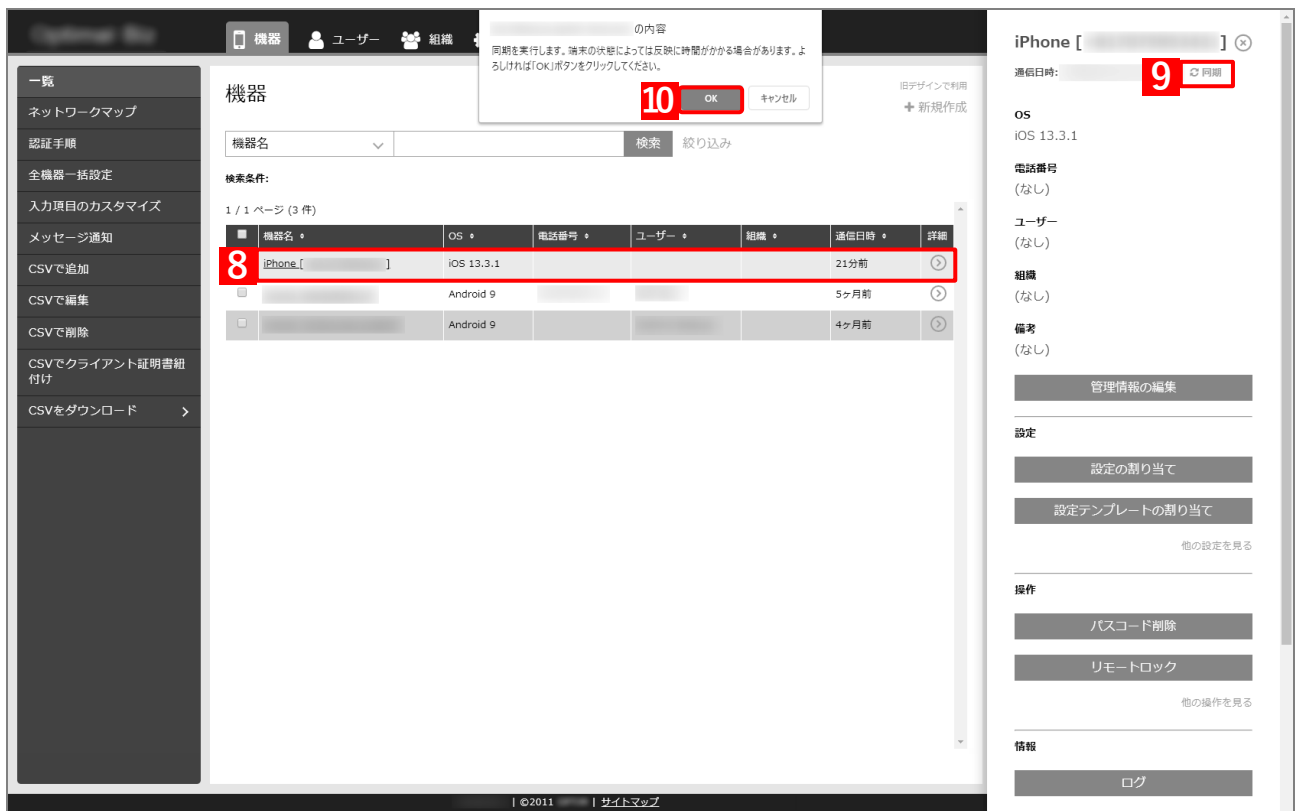 機器
ユーザー
組織
の内容
同期を実行します。端末の状態によっては反映に時間がかかる場合があります。よ
ろしければ「OK」ボタンをクリックしてください。
10
OK
キャンセル
一覧
ネットワークマップ
認証手順
全機器一括設定
入力項目のカスタマイズ
メッセージ通知
CSVで追加
CSVで編集
CSVで削除
CSVでクライアント証明書紐
付け
CSVをダウンロード
機器
旧デザインで利用
新規作成
機器名
検索
絞り込み
検索条件:
1 / 1 ページ (3 件)
機器名 OS 電話番号 ユーザー 組織 通信日時 詳細
8
iPhone [ ] iOS 13.3.1 21分前
Android 9 5ヶ月前
Android 9 4ヶ月前
iPhone [ ]
通信日時:
9
同期
OS
iOS 13.3.1
電話番号
(なし)
ユーザー
(なし)
組織
(なし)
備考
(なし)
管理情報の編集
設定
設定の割り当て
設定テンプレートの割り当て
他の設定を見る
操作
パスコード削除
リモートロック
他の操作を見る
情報
ログ
| ©2011 | サイトマップ